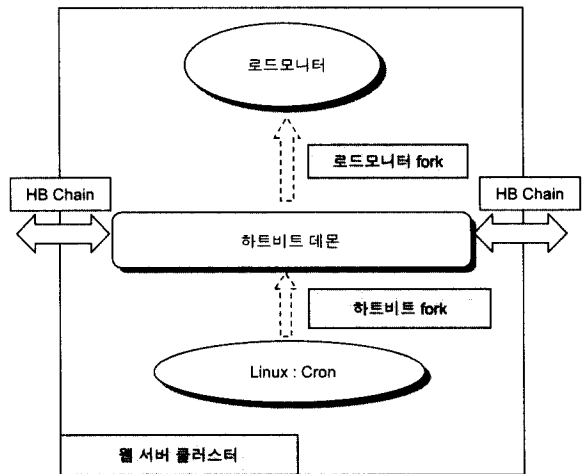 로드모니터
로드모니터 fork
HB Chain
HB Chain
하트비트 데몬
하트비트 fork
Linux : Cron
웹 서버 클러스터